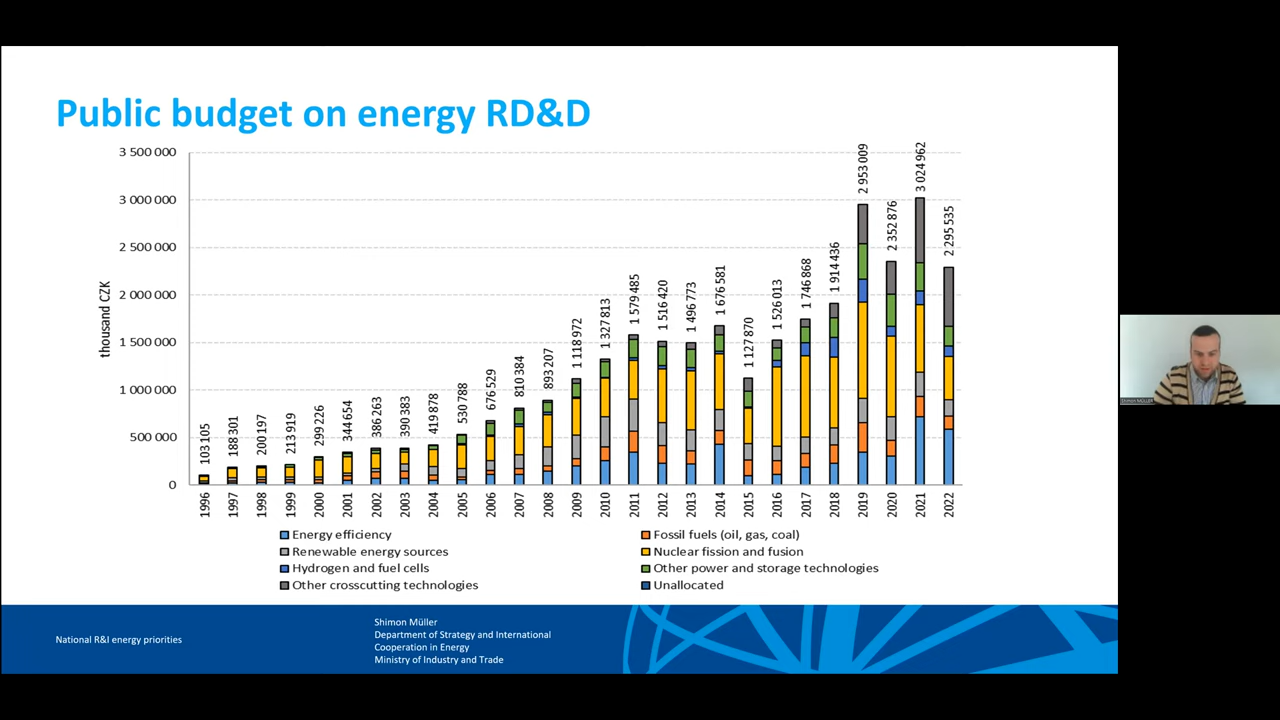 Public budget on energy RD&D
3 500 000
3 000 000
2 500 000
2 000 000
1 500 000
1 000 000
500 000
0
thousand CZK
103 105
188 301
200 197
213 919
299 226
344 654
386 263
390 383
419 878
530 788
676 529
810 384
893 207
1 118 972
1 327 813
1 579 485
1 516 420
1 496 773
1 676 581
1 127 870
1 526 013
1 746 868
1 914 436
2 953 009
2 352 876
3 024 962
2 295 535
1996
1997
1998
1999
2000
2001
2002
2003
2004
2005
2006
2007
2008
2009
2010
2011
2012
2013
2014
2015
2016
2017
2018
2019
2020
2021
2022
Energy efficiency
Fossil fuels (oil, gas, coal)
Renewable energy sources
Nuclear fission and fusion
Hydrogen and fuel cells
Other power and storage technologies
Other crosscutting technologies
Unallocated
National R&I energy priorities
Shimon Müller
Department of Strategy and International
Cooperation in Energy
Ministry of Industry and Trade
Shimon MÜLLER